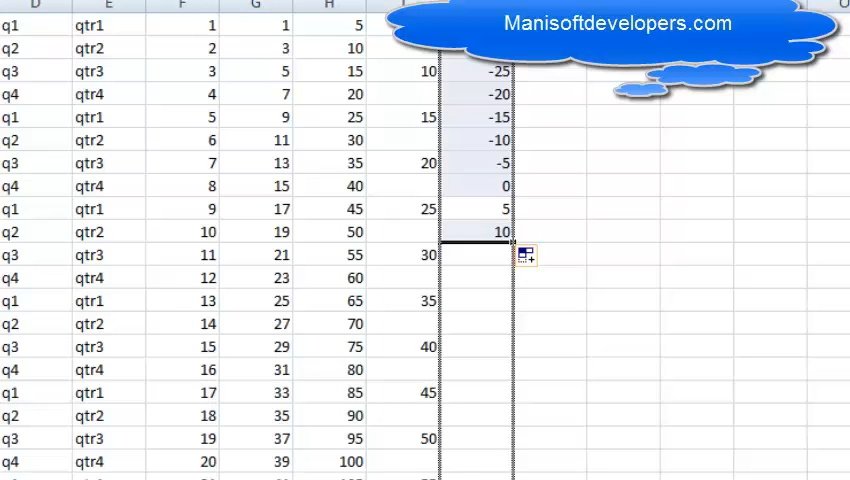 D E F G H O
Manisoftdevelopers.com
q1 qtr1 1 1 5
q2 qtr2 2 3 10
q3 qtr3 3 5 15 10 -25
q4 qtr4 4 7 20 -20
q1 qtr1 5 9 25 15 -15
q2 qtr2 6 11 30 -10
q3 qtr3 7 13 35 20 -5
q4 qtr4 8 15 40 0
q1 qtr1 9 17 45 25 5
q2 qtr2 10 19 50 10
q3 qtr3 11 21 55 30
q4 qtr4 12 23 60
q1 qtr1 13 25 65 35
q2 qtr2 14 27 70
q3 qtr3 15 29 75 40
q4 qtr4 16 31 80
q1 qtr1 17 33 85 45
q2 qtr2 18 35 90
q3 qtr3 19 37 95 50
q4 qtr4 20 39 100